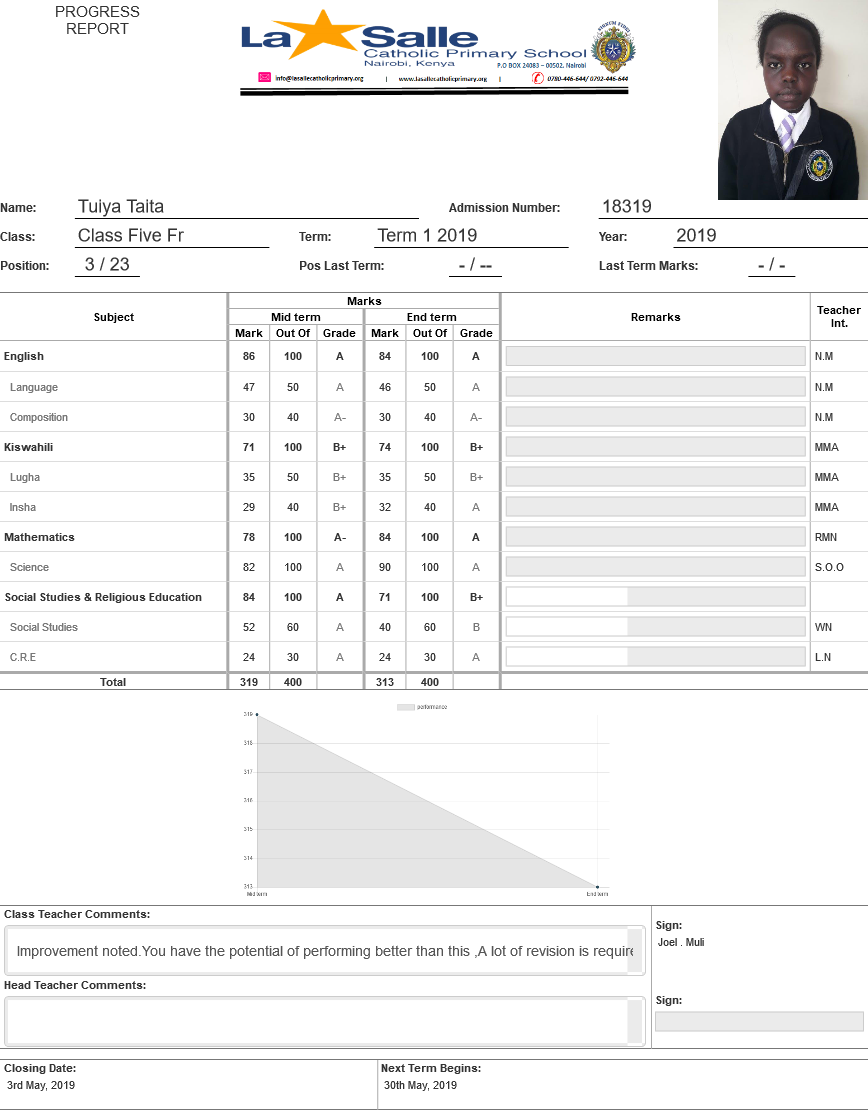 PROGRESS
REPORT
La Salle
Catholic Primary School
Nairobi, Kenya
P.O BOX 24083 – 00502, Nairobi
info@lasallecatholicprimary.org | www.lasallecatholicprimary.org | 0780-446-644/ 0792-446-644
Name: Tuiya Taita Admission Number: 18319
Class: Class Five Fr Term: Term 1 2019 Year: 2019
Position: 3 / 23 Pos Last Term: - / -- Last Term Marks: - / -
Marks
Subject Mid term End term Remarks Teacher Int.
Mark Out Of Grade Mark Out Of Grade
English 86 100 A 84 100 A N.M
Language 47 50 A 46 50 A N.M
Composition 30 40 A- 30 40 A- N.M
Kiswahili 71 100 B+ 74 100 B+ MMA
Lugha 35 50 B+ 35 50 B+ MMA
Insha 29 40 B+ 32 40 A MMA
Mathematics 78 100 A- 84 100 A RMN
Science 82 100 A 90 100 A S.O.O
Social Studies & Religious Education 84 100 A 71 100 B+
Social Studies 52 60 A 40 60 B WN
C.R.E 24 30 A 24 30 A L.N
Total 319 400 313 400
performance
319
318
317
316
315
314
313
Mid term End term
Class Teacher Comments:
Improvement noted.You have the potential of performing better than this ,A lot of revision is require
Sign:
Joel . Muli
Head Teacher Comments:
Sign:
Closing Date: Next Term Begins:
3rd May, 2019 30th May, 2019